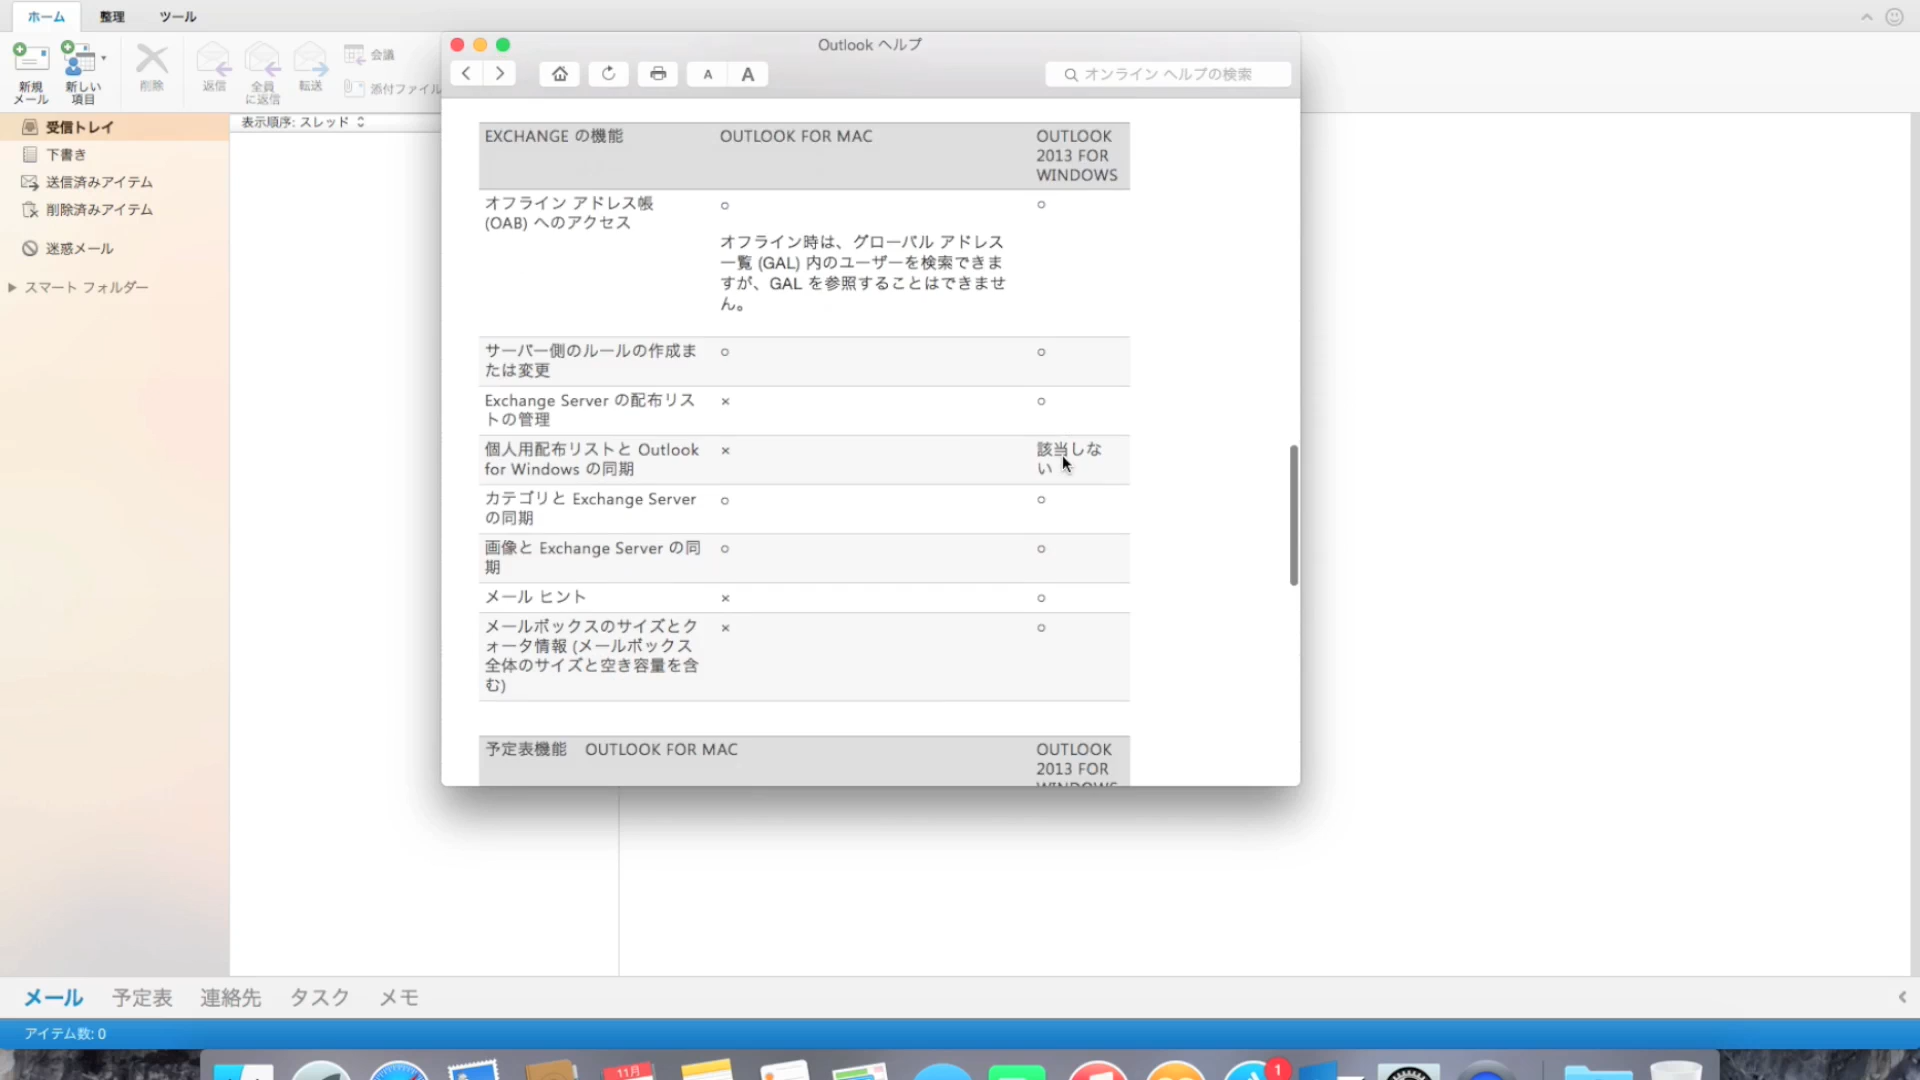 ホーム 整理 ツール
新規
メール
新しい
項目
削除
返信
全員
に返信
転送
会議
添付ファイル
受信トレイ
下書き
送信済みアイテム
削除済みアイテム
迷惑メール
スマート フォルダー
表示順序: スレッド
Outlook ヘルプ
A A
オンライン ヘルプの検索
EXCHANGE の機能 OUTLOOK FOR MAC OUTLOOK
2013 FOR
WINDOWS
オフライン アドレス帳
(OAB) へのアクセス
○ ○
オフライン時は、グローバル アドレス
一覧 (GAL) 内のユーザーを検索できま
すが、GAL を参照することはできませ
ん。
サーバー側のルールの作成ま ○ ○
たは変更
Exchange Server の配布リス × ○
トの管理
個人用配布リストと Outlook × 該当しな
for Windows の同期 い
カテゴリと Exchange Server ○ ○
の同期
画像と Exchange Server の同 ○ ○
期
メール ヒント × ○
メールボックスのサイズとク × ○
ォータ情報 (メールボックス
全体のサイズと空き容量を含
む)
予定表機能 OUTLOOK FOR MAC OUTLOOK
2013 FOR
WINDOWS
メール 予定表 連絡先 タスク メモ
アイテム数: 0
11月
1